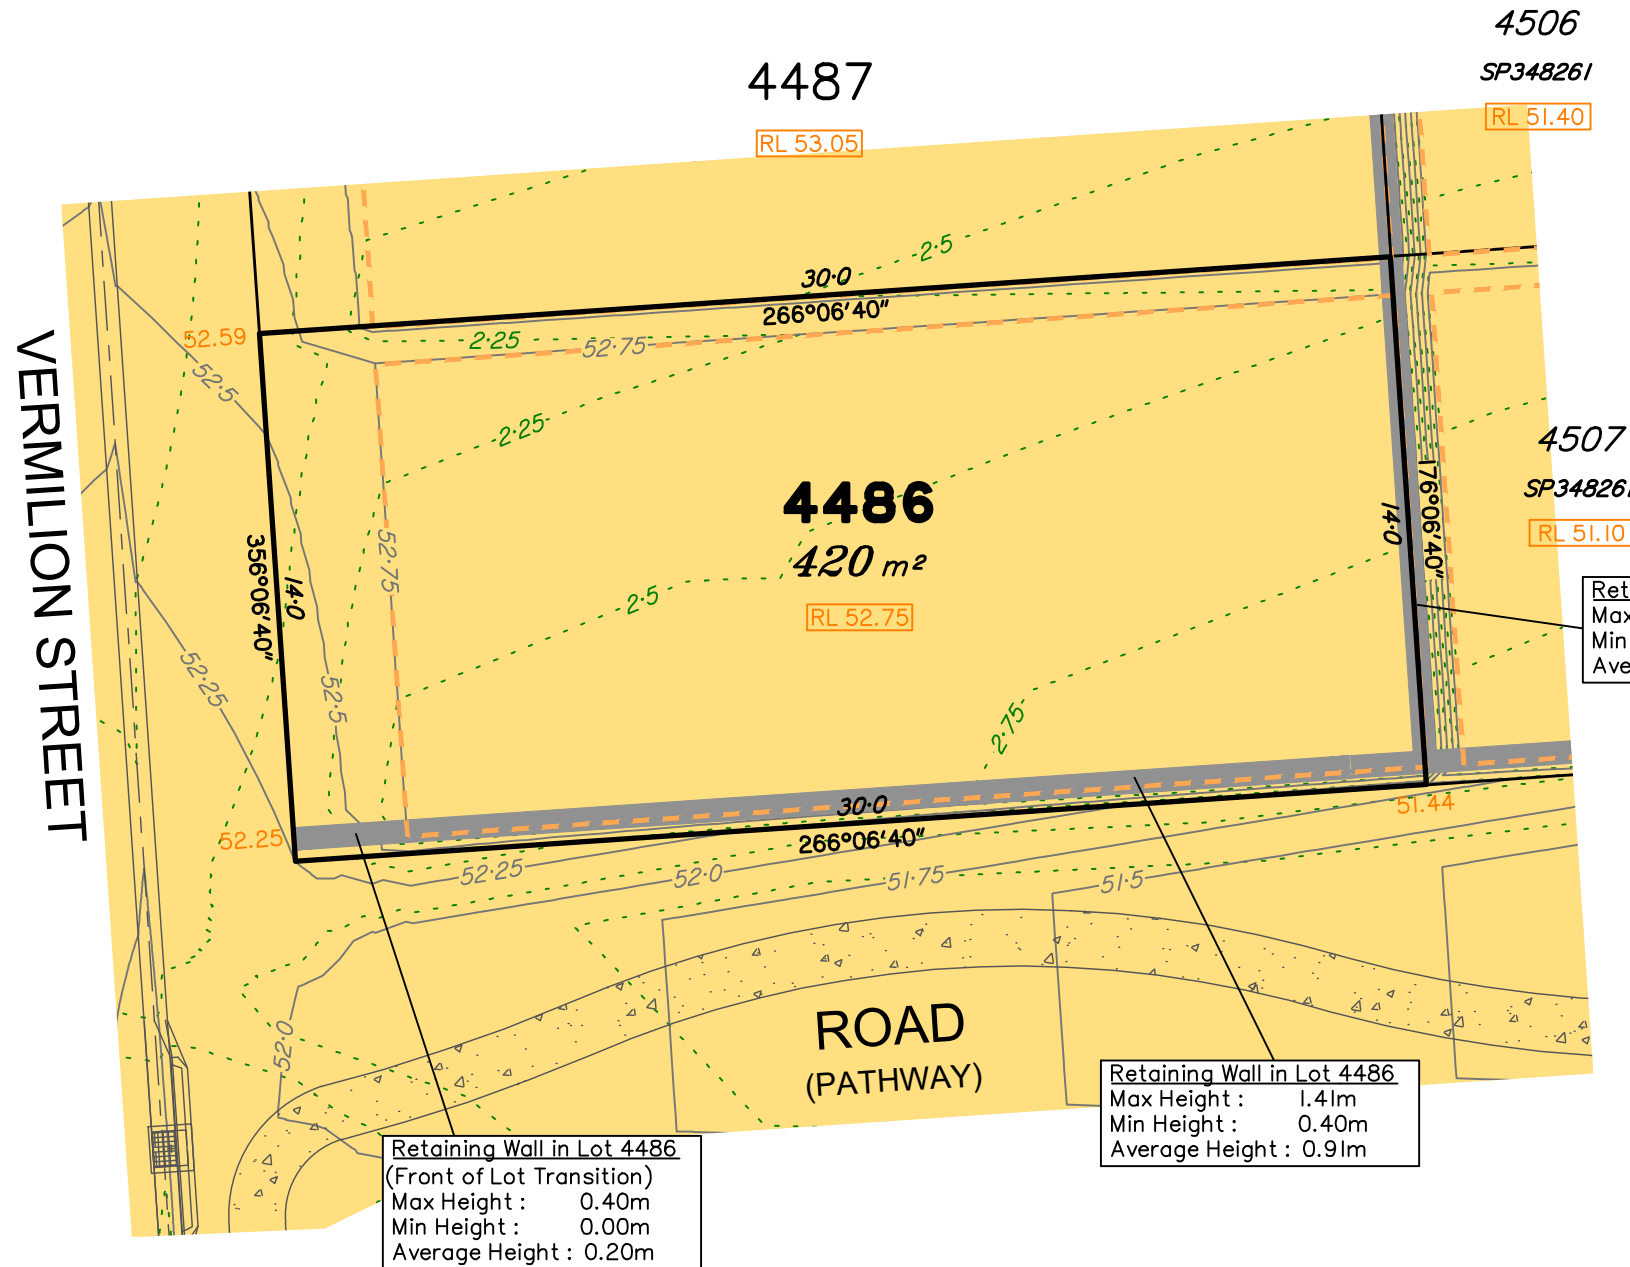 4506
SP348261
RL 51.40
4487
RL 53.05
2·5
30·0
266°06'40"
52.59
2·25
52·75
52·5
2·25
VERMILION STREET
4507
SP348261
RL 51.10
4486
420 m²
RL 52.75
52·75
356°06'40"
14·0
14·0
176°06'40"
2·5
52·25
52·5
2·75
Ret
Max
Min
Ave
30·0
266°06'40"
51.44
52.25
52·25
52·0
51·75
51·5
52·0
ROAD
(PATHWAY)
Retaining Wall in Lot 4486
Max Height : 1.41m
Min Height : 0.40m
Average Height : 0.91m
Retaining Wall in Lot 4486
(Front of Lot Transition)
Max Height : 0.40m
Min Height : 0.00m
Average Height : 0.20m